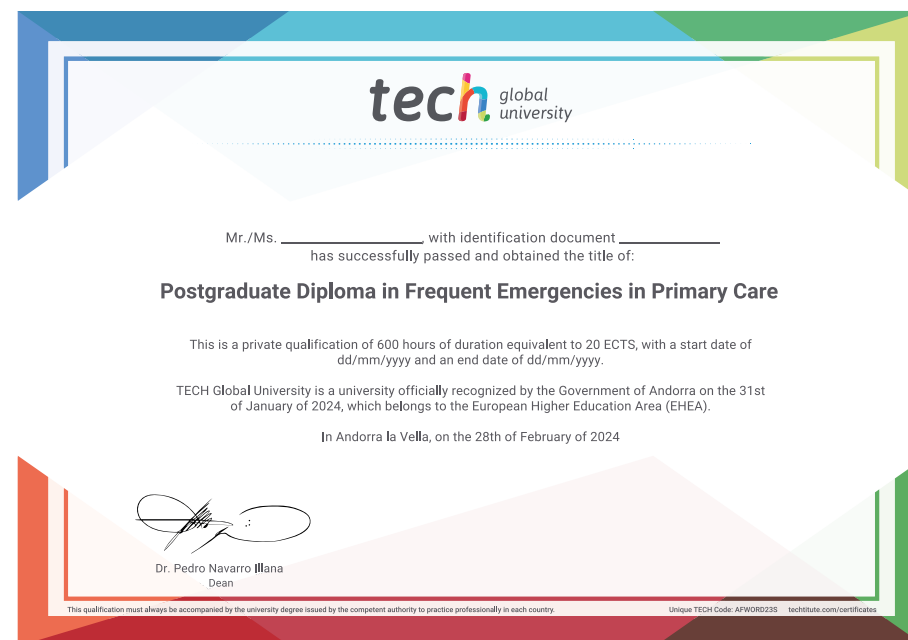 tech global university
Mr./Ms. ____________, with identification document ____________
has successfully passed and obtained the title of:
Postgraduate Diploma in Frequent Emergencies in Primary Care
This is a private qualification of 600 hours of duration equivalent to 20 ECTS, with a start date of
dd/mm/yyyy and an end date of dd/mm/yyyy.
TECH Global University is a university officially recognized by the Government of Andorra on the 31st
of January of 2024, which belongs to the European Higher Education Area (EHEA).
In Andorra la Vella, on the 28th of February of 2024
Dr. Pedro Navarro Illana
Dean
This qualification must always be accompanied by the university degree issued by the competent authority to practice professionally in each country.
Unique TECH Code: AFWORD23S techtitute.com/certificates